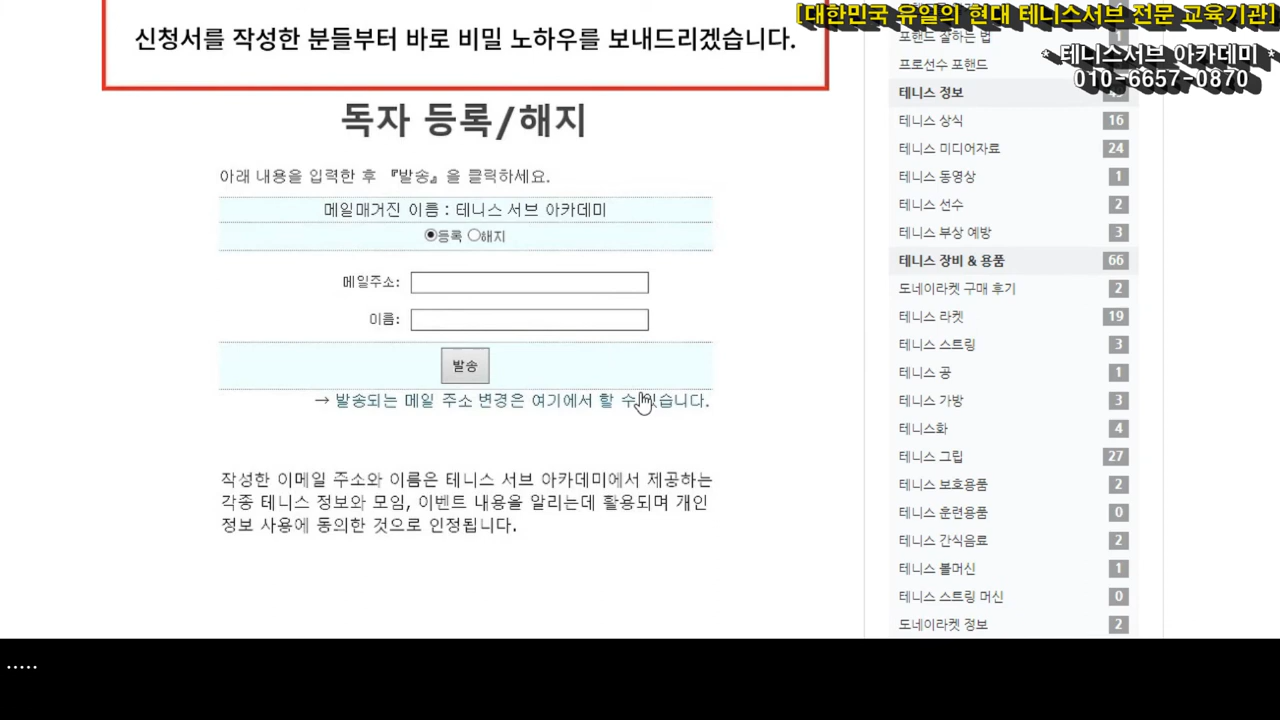 [대한민국 유일의 현대 테니스서브 전문 교육기관]
* 테니스서브 아카데미 *
010-6657-0870
신청서를 작성한 분들부터 바로 비밀 노하우를 보내드리겠습니다.
독자 등록/해지
아래 내용을 입력한 후 『발송』을 클릭하세요.
메일매거진 이름 : 테니스 서브 아카데미
등록 해지
메일주소:
이름:
발송
→ 발송되는 메일 주소 변경은 여기에서 할 수 있습니다.
작성한 이메일 주소와 이름은 테니스 서브 아카데미에서 제공하는
각종 테니스 정보와 모임, 이벤트 내용을 알리는데 활용되며 개인
정보 사용에 동의한 것으로 인정됩니다.
포핸드 잘하는 법 1
프로선수 포핸드
테니스 정보
테니스 상식 16
테니스 미디어자료 24
테니스 동영상 1
테니스 선수 2
테니스 부상 예방 3
테니스 장비 & 용품 66
도네이라켓 구매 후기 2
테니스 라켓 19
테니스 스트링 3
테니스 공 1
테니스 가방 3
테니스화 4
테니스 그립 27
테니스 보호용품 2
테니스 훈련용품 0
테니스 간식음료 2
테니스 볼머신 1
테니스 스트링 머신 0
도네이라켓 정보 2
.....